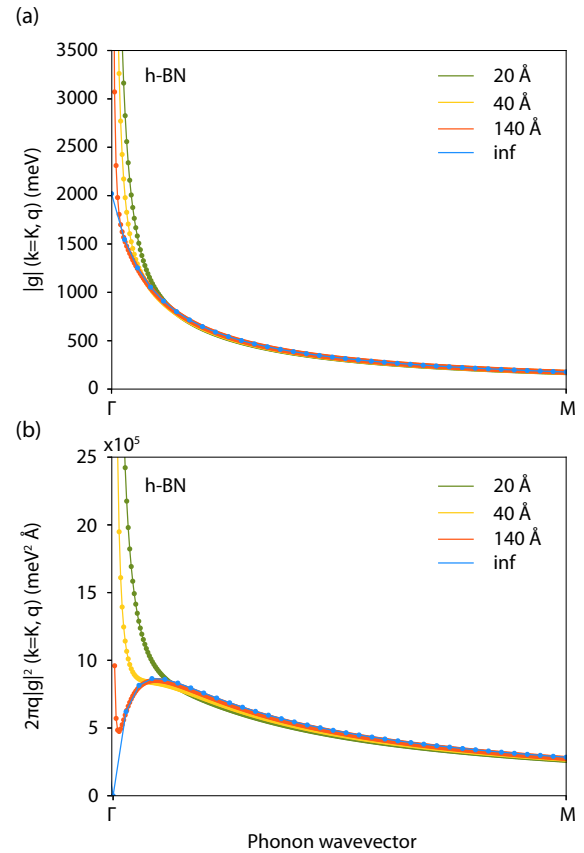 (a)
3500
3000
2500
2000
1500
1000
500
0
|g| (k=K, q) (meV)
h-BN
20 Å
40 Å
140 Å
inf
Γ
M
(b)
x10⁵
25
20
15
10
5
0
2πq|g|² (k=K, q) (meV² Å)
h-BN
20 Å
40 Å
140 Å
inf
Γ
M
Phonon wavevector